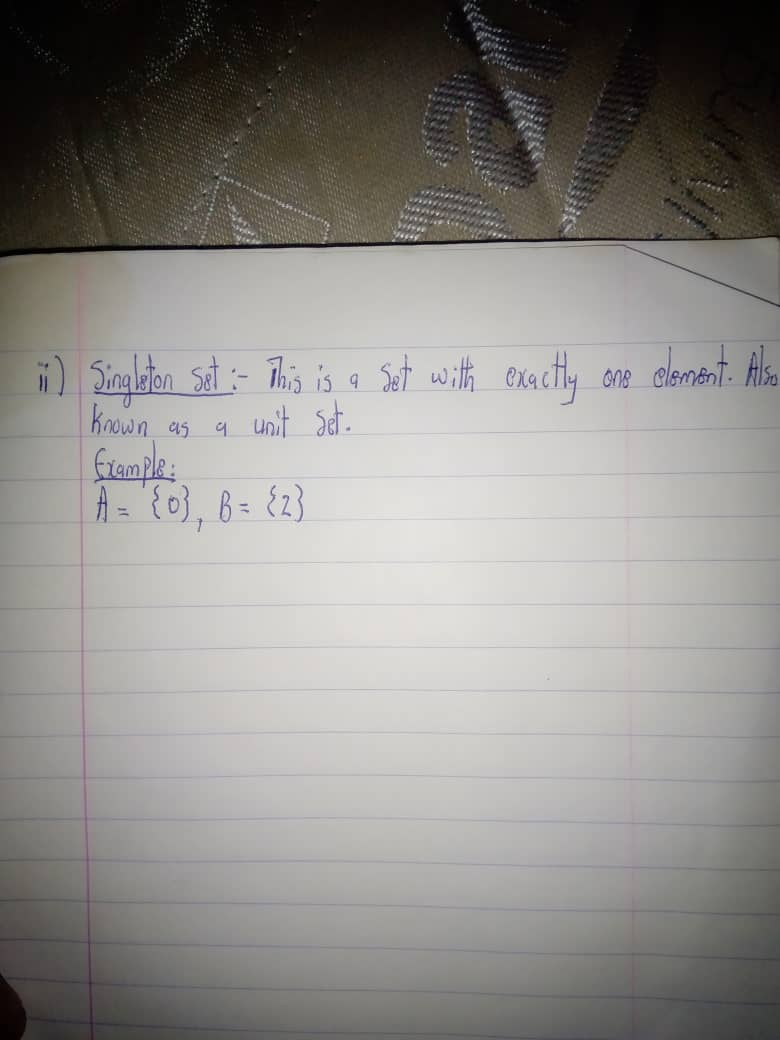 ii) Singleton Set :- This is a Set with exactly one element. Also
Known as a unit Set.
Example:
A = {0}, B = {2}